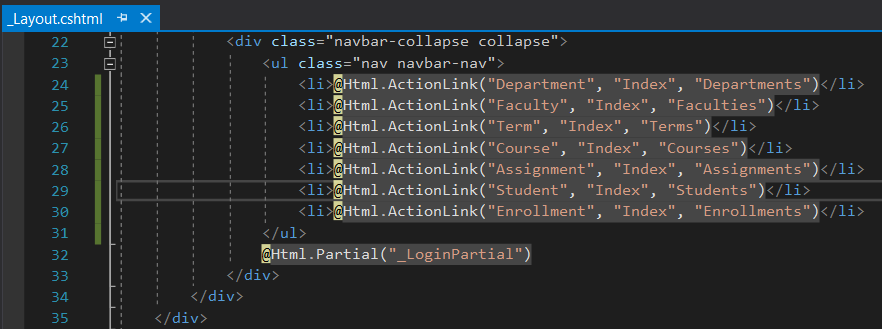 _Layout.cshtml
22 <div class="navbar-collapse collapse">
23 <ul class="nav navbar-nav">
24 <li>@Html.ActionLink("Department", "Index", "Departments")</li>
25 <li>@Html.ActionLink("Faculty", "Index", "Faculties")</li>
26 <li>@Html.ActionLink("Term", "Index", "Terms")</li>
27 <li>@Html.ActionLink("Course", "Index", "Courses")</li>
28 <li>@Html.ActionLink("Assignment", "Index", "Assignments")</li>
29 <li>@Html.ActionLink("Student", "Index", "Students")</li>
30 <li>@Html.ActionLink("Enrollment", "Index", "Enrollments")</li>
31 </ul>
32 @Html.Partial("_LoginPartial")
33 </div>
34 </div>
35 </div>